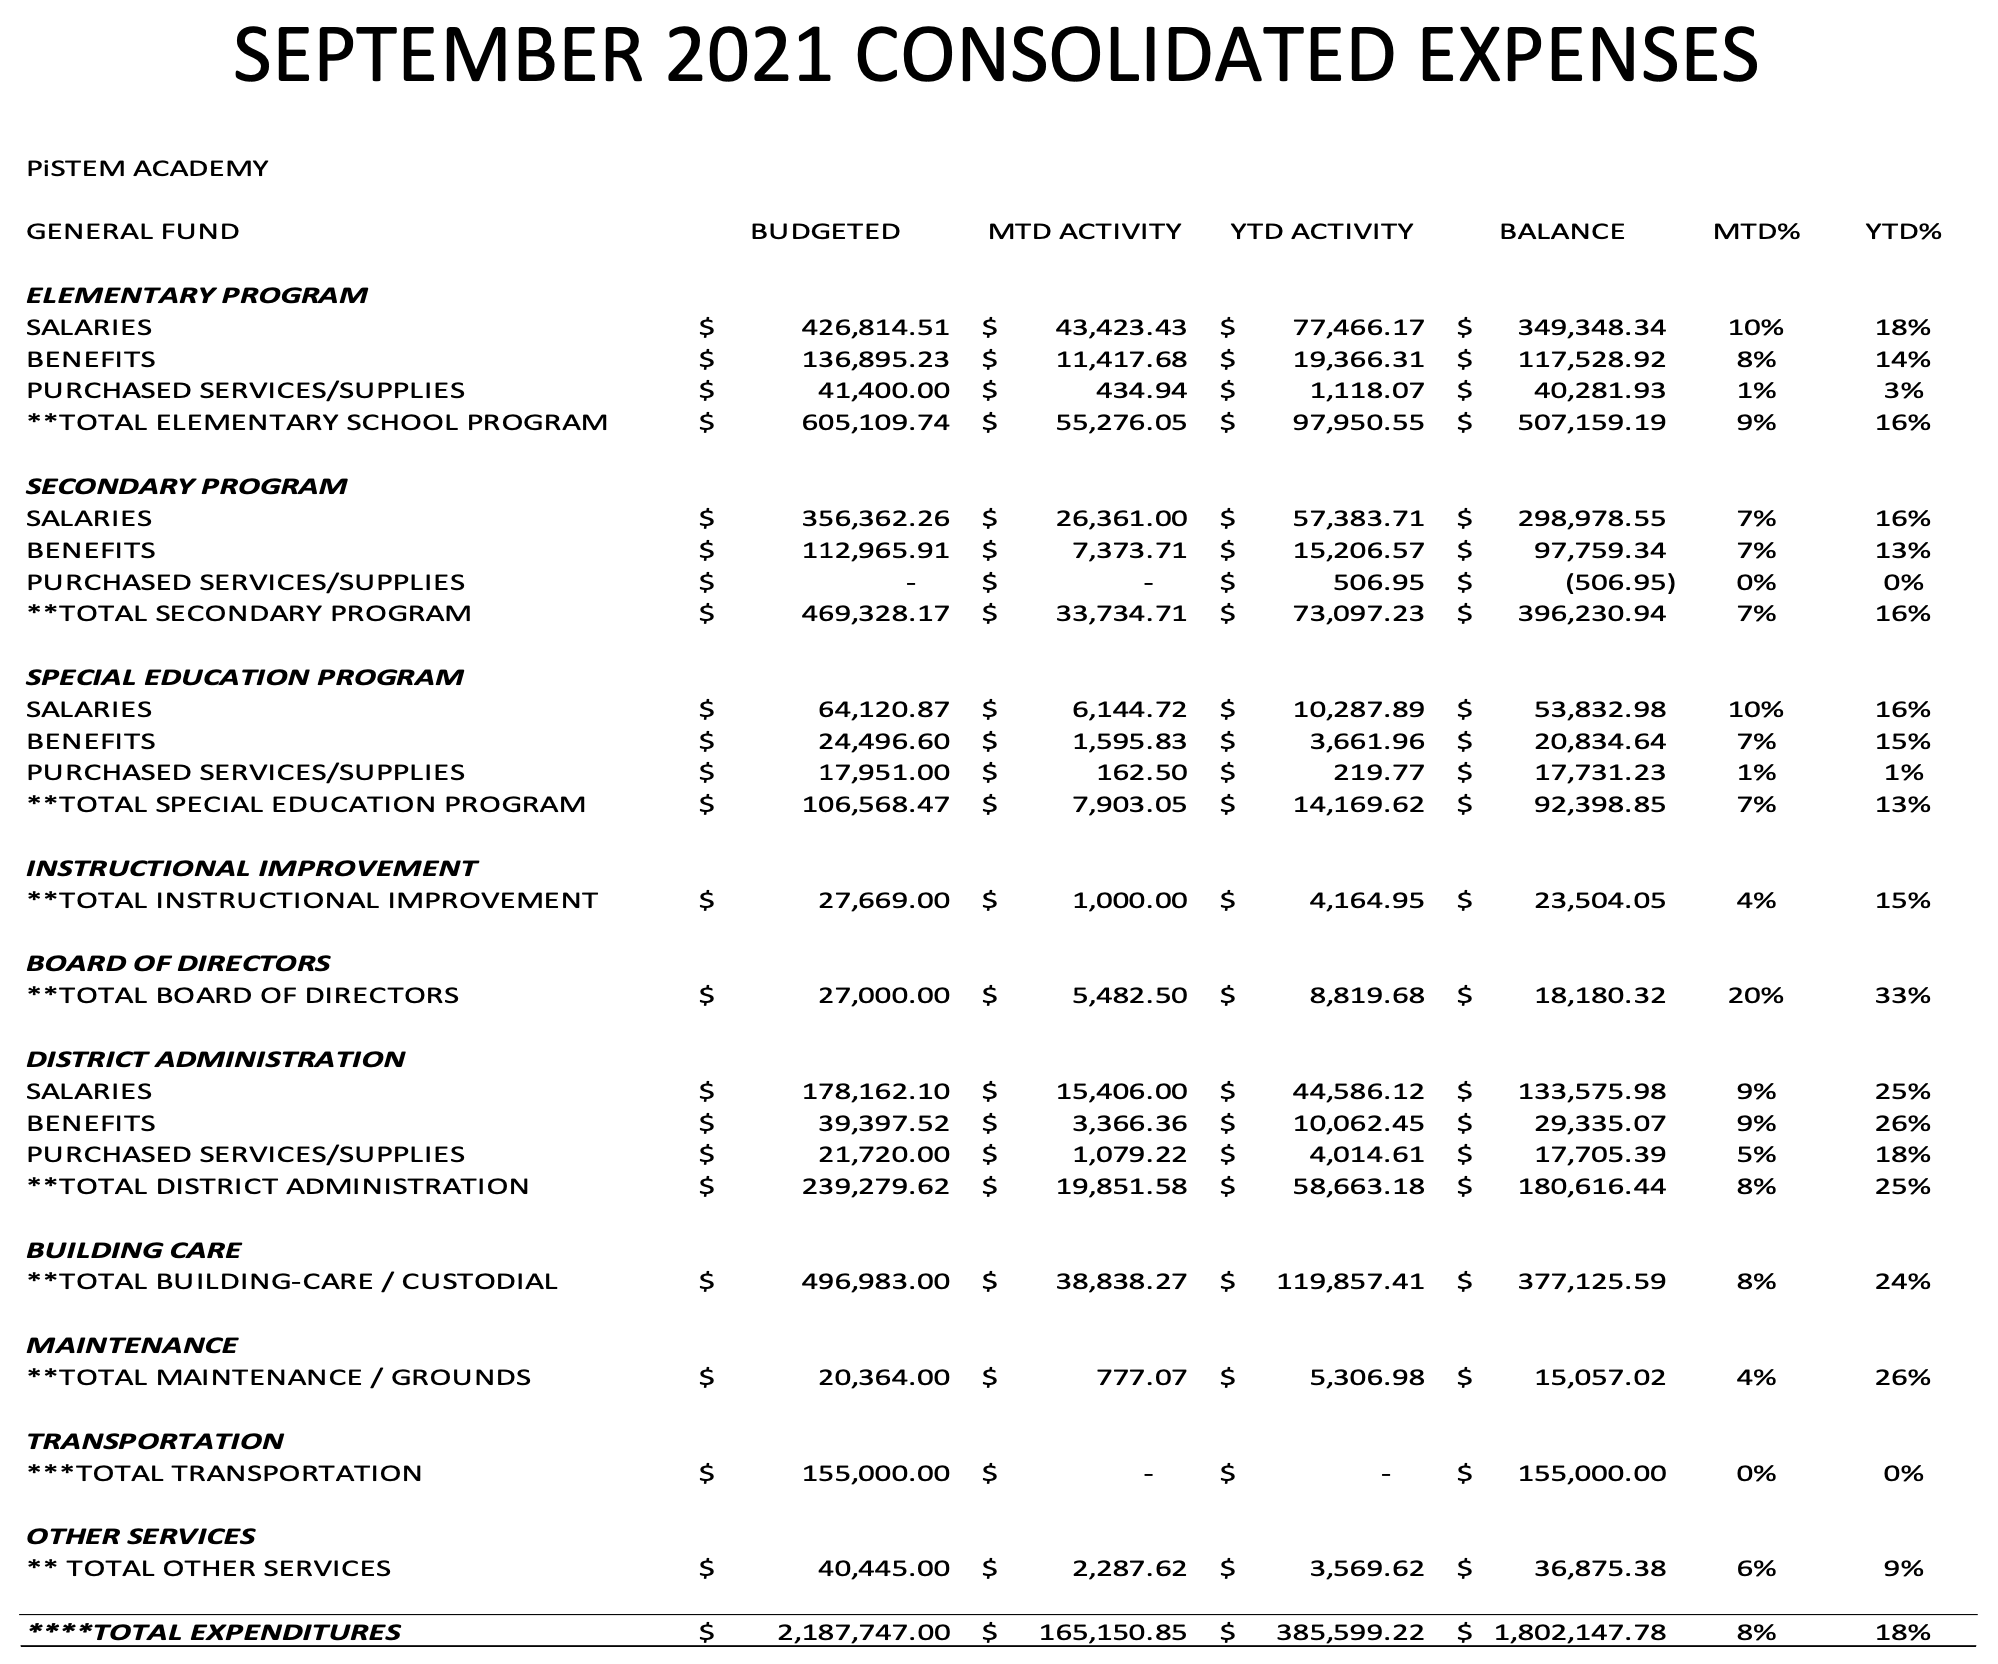 SEPTEMBER 2021 CONSOLIDATED EXPENSES
PiSTEM ACADEMY
GENERAL FUND BUDGETED MTD ACTIVITY YTD ACTIVITY BALANCE MTD% YTD%
ELEMENTARY PROGRAM
SALARIES $ 426,814.51 $ 43,423.43 $ 77,466.17 $ 349,348.34 10% 18%
BENEFITS $ 136,895.23 $ 11,417.68 $ 19,366.31 $ 117,528.92 8% 14%
PURCHASED SERVICES/SUPPLIES $ 41,400.00 $ 434.94 $ 1,118.07 $ 40,281.93 1% 3%
**TOTAL ELEMENTARY SCHOOL PROGRAM $ 605,109.74 $ 55,276.05 $ 97,950.55 $ 507,159.19 9% 16%
SECONDARY PROGRAM
SALARIES $ 356,362.26 $ 26,361.00 $ 57,383.71 $ 298,978.55 7% 16%
BENEFITS $ 112,965.91 $ 7,373.71 $ 15,206.57 $ 97,759.34 7% 13%
PURCHASED SERVICES/SUPPLIES $ - $ - $ 506.95 $ (506.95) 0% 0%
**TOTAL SECONDARY PROGRAM $ 469,328.17 $ 33,734.71 $ 73,097.23 $ 396,230.94 7% 16%
SPECIAL EDUCATION PROGRAM
SALARIES $ 64,120.87 $ 6,144.72 $ 10,287.89 $ 53,832.98 10% 16%
BENEFITS $ 24,496.60 $ 1,595.83 $ 3,661.96 $ 20,834.64 7% 15%
PURCHASED SERVICES/SUPPLIES $ 17,951.00 $ 162.50 $ 219.77 $ 17,731.23 1% 1%
**TOTAL SPECIAL EDUCATION PROGRAM $ 106,568.47 $ 7,903.05 $ 14,169.62 $ 92,398.85 7% 13%
INSTRUCTIONAL IMPROVEMENT
**TOTAL INSTRUCTIONAL IMPROVEMENT $ 27,669.00 $ 1,000.00 $ 4,164.95 $ 23,504.05 4% 15%
BOARD OF DIRECTORS
**TOTAL BOARD OF DIRECTORS $ 27,000.00 $ 5,482.50 $ 8,819.68 $ 18,180.32 20% 33%
DISTRICT ADMINISTRATION
SALARIES $ 178,162.10 $ 15,406.00 $ 44,586.12 $ 133,575.98 9% 25%
BENEFITS $ 39,397.52 $ 3,366.36 $ 10,062.45 $ 29,335.07 9% 26%
PURCHASED SERVICES/SUPPLIES $ 21,720.00 $ 1,079.22 $ 4,014.61 $ 17,705.39 5% 18%
**TOTAL DISTRICT ADMINISTRATION $ 239,279.62 $ 19,851.58 $ 58,663.18 $ 180,616.44 8% 25%
BUILDING CARE
**TOTAL BUILDING-CARE / CUSTODIAL $ 496,983.00 $ 38,838.27 $ 119,857.41 $ 377,125.59 8% 24%
MAINTENANCE
**TOTAL MAINTENANCE / GROUNDS $ 20,364.00 $ 777.07 $ 5,306.98 $ 15,057.02 4% 26%
TRANSPORTATION
***TOTAL TRANSPORTATION $ 155,000.00 $ - $ - $ 155,000.00 0% 0%
OTHER SERVICES
** TOTAL OTHER SERVICES $ 40,445.00 $ 2,287.62 $ 3,569.62 $ 36,875.38 6% 9%
****TOTAL EXPENDITURES $ 2,187,747.00 $ 165,150.85 $ 385,599.22 $ 1,802,147.78 8% 18%